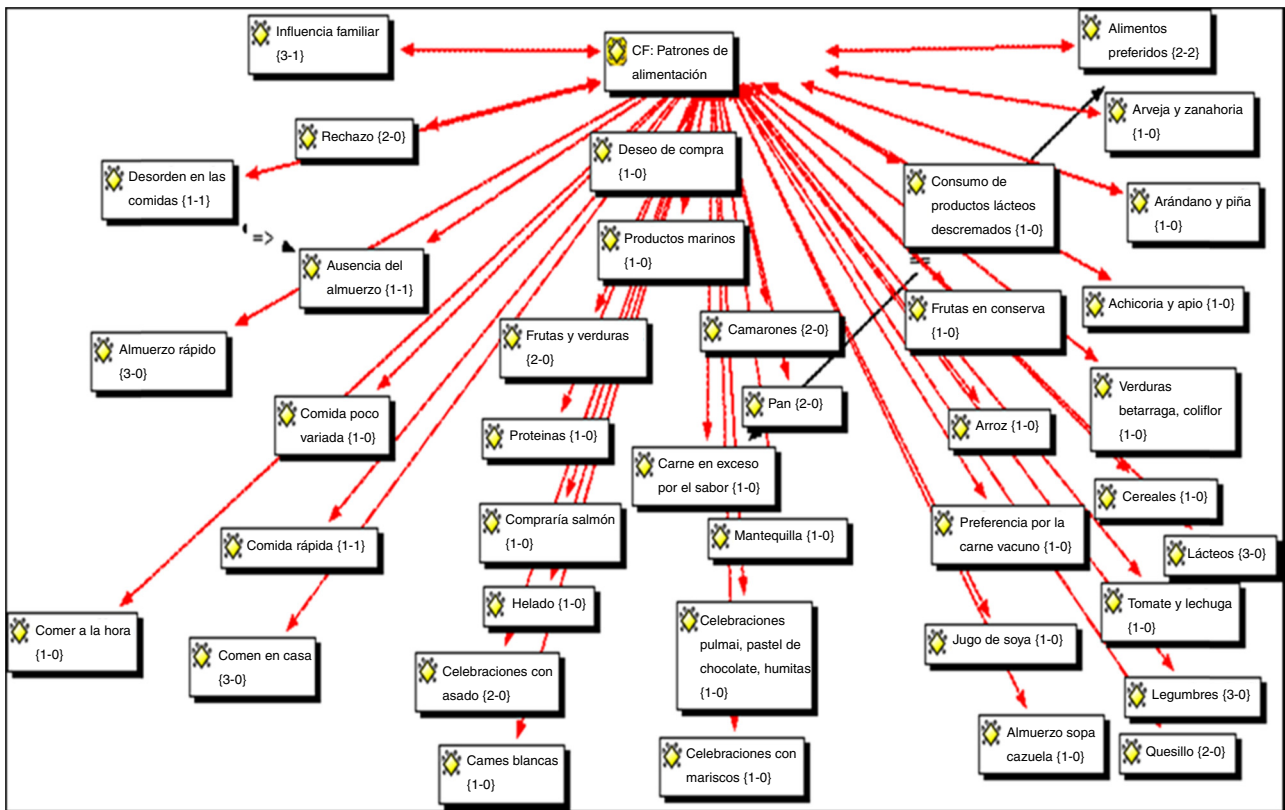 Influencia familiar
{3-1}
CF: Patrones de
alimentación
Alimentos
preferidos {2-2}
Arveja y zanahoria
{1-0}
Rechazo {2-0}
Deseo de compra
{1-0}
Desorden en las
comidas {1-1}
Consumo de
productos lácteos
descremados {1-0}
Arándano y piña
{1-0}
=>
Productos marinos
{1-0}
Ausencia del
almuerzo {1-1}
==
Achicoria y apio {1-0}
Frutas en conserva
{1-0}
Almuerzo rápido
{3-0}
Frutas y verduras
{2-0}
Camarones {2-0}
Verduras
betarraga, coliflor
{1-0}
Pan {2-0}
Comida poco
variada {1-0}
Proteinas {1-0}
Arroz {1-0}
Carne en exceso
por el sabor {1-0}
Cereales {1-0}
Compraría salmón
{1-0}
Preferencia por la
carne vacuno {1-0}
Comida rápida {1-1}
Mantequilla {1-0}
Lácteos {3-0}
Helado {1-0}
Tomate y lechuga
{1-0}
Comer a la hora
{1-0}
Comen en casa
{3-0}
Celebraciones
pulmai, pastel de
chocolate, humitas
{1-0}
Jugo de soya {1-0}
Celebraciones con
asado {2-0}
Legumbres {3-0}
Almuerzo sopa
cazuela {1-0}
Quesillo {2-0}
Cames blancas
{1-0}
Celebraciones con
mariscos {1-0}